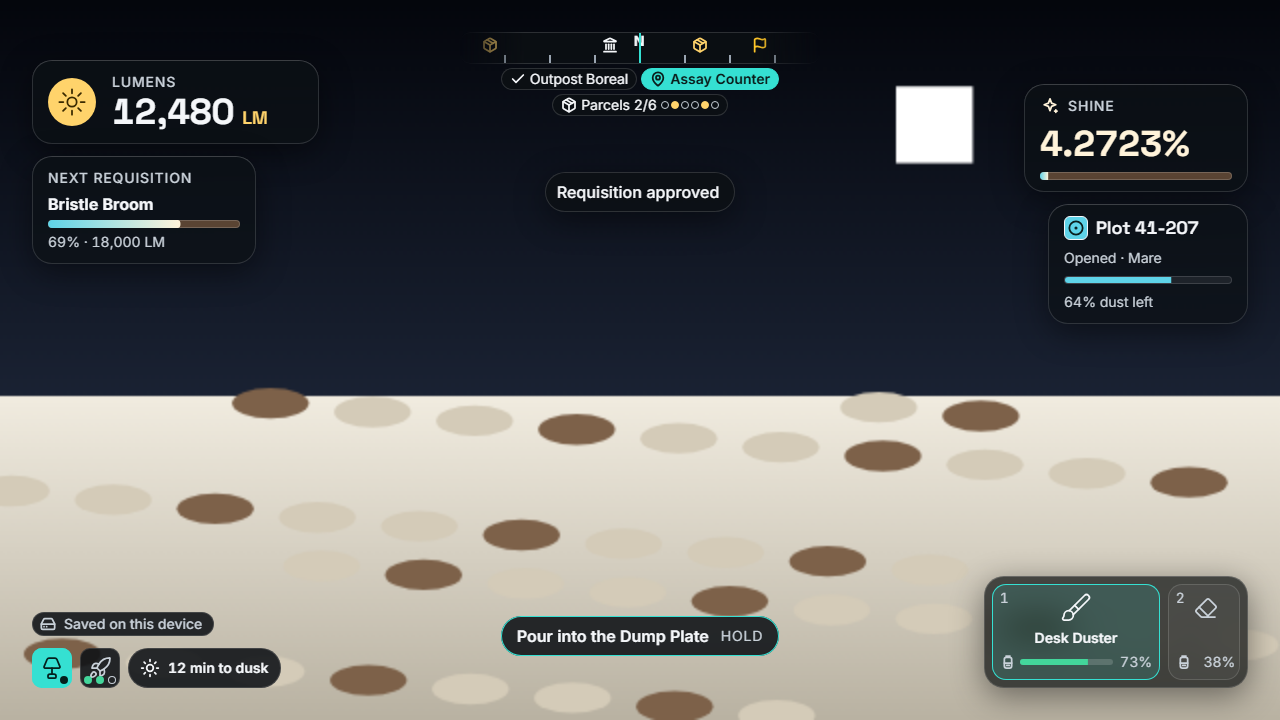 N
Outpost Boreal
Assay Counter
Parcels 2/6
LUMENS
12,480 LM
NEXT REQUISITION
Bristle Broom
69% · 18,000 LM
Requisition approved
SHINE
4.2723%
Plot 41-207
Opened · Mare
64% dust left
Saved on this device
12 min to dusk
Pour into the Dump Plate HOLD
1
Desk Duster
73%
2
38%